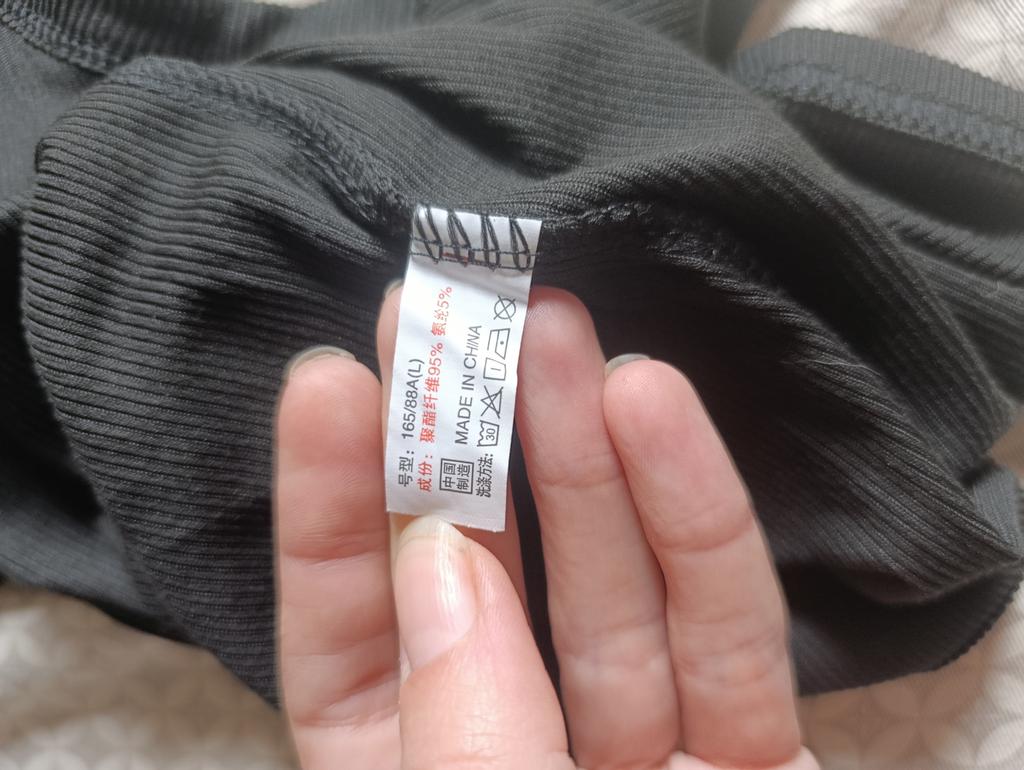 号型: 165/88A(L)
成份: 聚酯纤维95% 氨纶5%
中国
制造
MADE IN CHINA
洗涤方法:
30